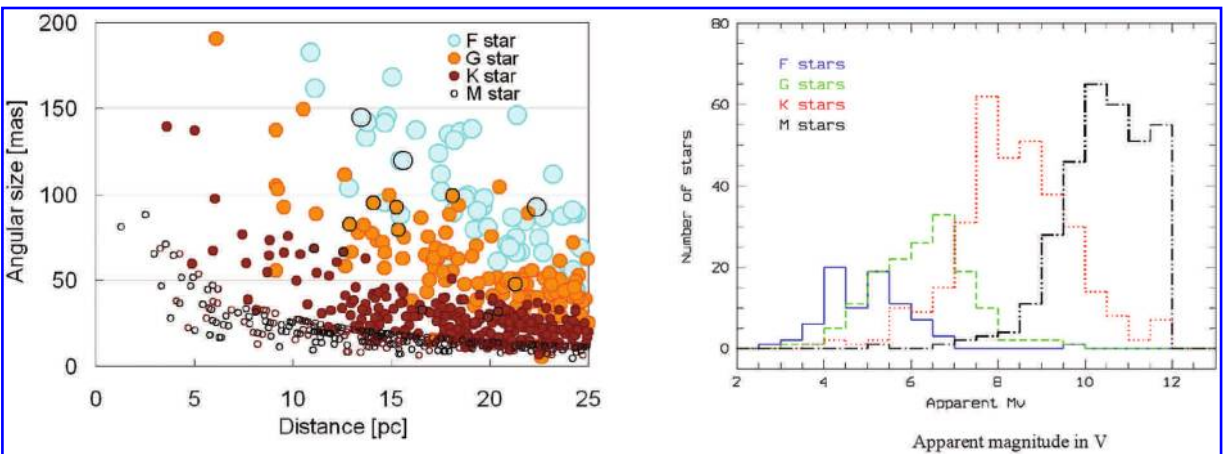 200
150
100
50
0
Angular size [mas]
F star
G star
K star
M star
0 5 10 15 20 25
Distance [pc]
80
60
40
20
0
Number of stars
F stars
G stars
K stars
M stars
2 4 6 8 10 12
Apparent Mv
Apparent magnitude in V